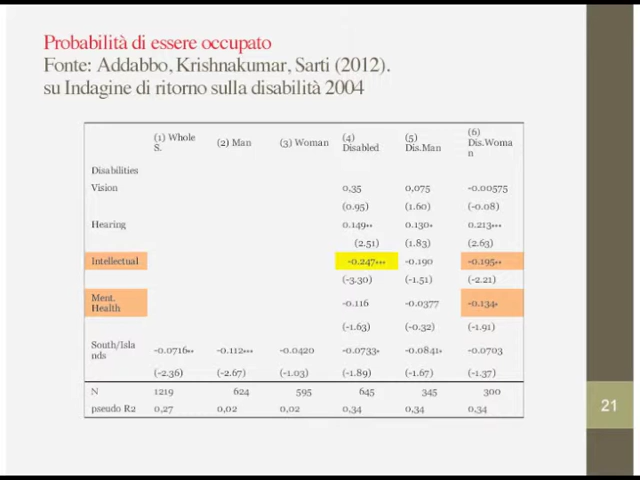 Probabilità di essere occupato
Fonte: Addabbo, Krishnakumar, Sarti (2012).
su Indagine di ritorno sulla disabilità 2004
(1) Whole S. (2) Man (3) Woman (4) Disabled (5) Dis.Man (6) Dis.Woma n
Disabilities
Vision 0,35 0,075 -0.00575
(0.95) (1.60) (-0.08)
Hearing 0.149** 0.130* 0.213***
(2.51) (1.83) (2.63)
Intellectual -0.247*** -0.190 -0.195**
(-3.30) (-1.51) (-2.21)
Ment. Health -0.116 -0.0377 -0.134*
(-1.63) (-0.32) (-1.91)
South/Isla nds -0.0716** -0.112*** -0.0420 -0.0733* -0.0841* -0.0703
(-2.36) (-2.67) (-1.03) (-1.89) (-1.67) (-1.37)
N 1219 624 595 645 345 300
pseudo R2 0,27 0,02 0,02 0,34 0,34 0,34
21